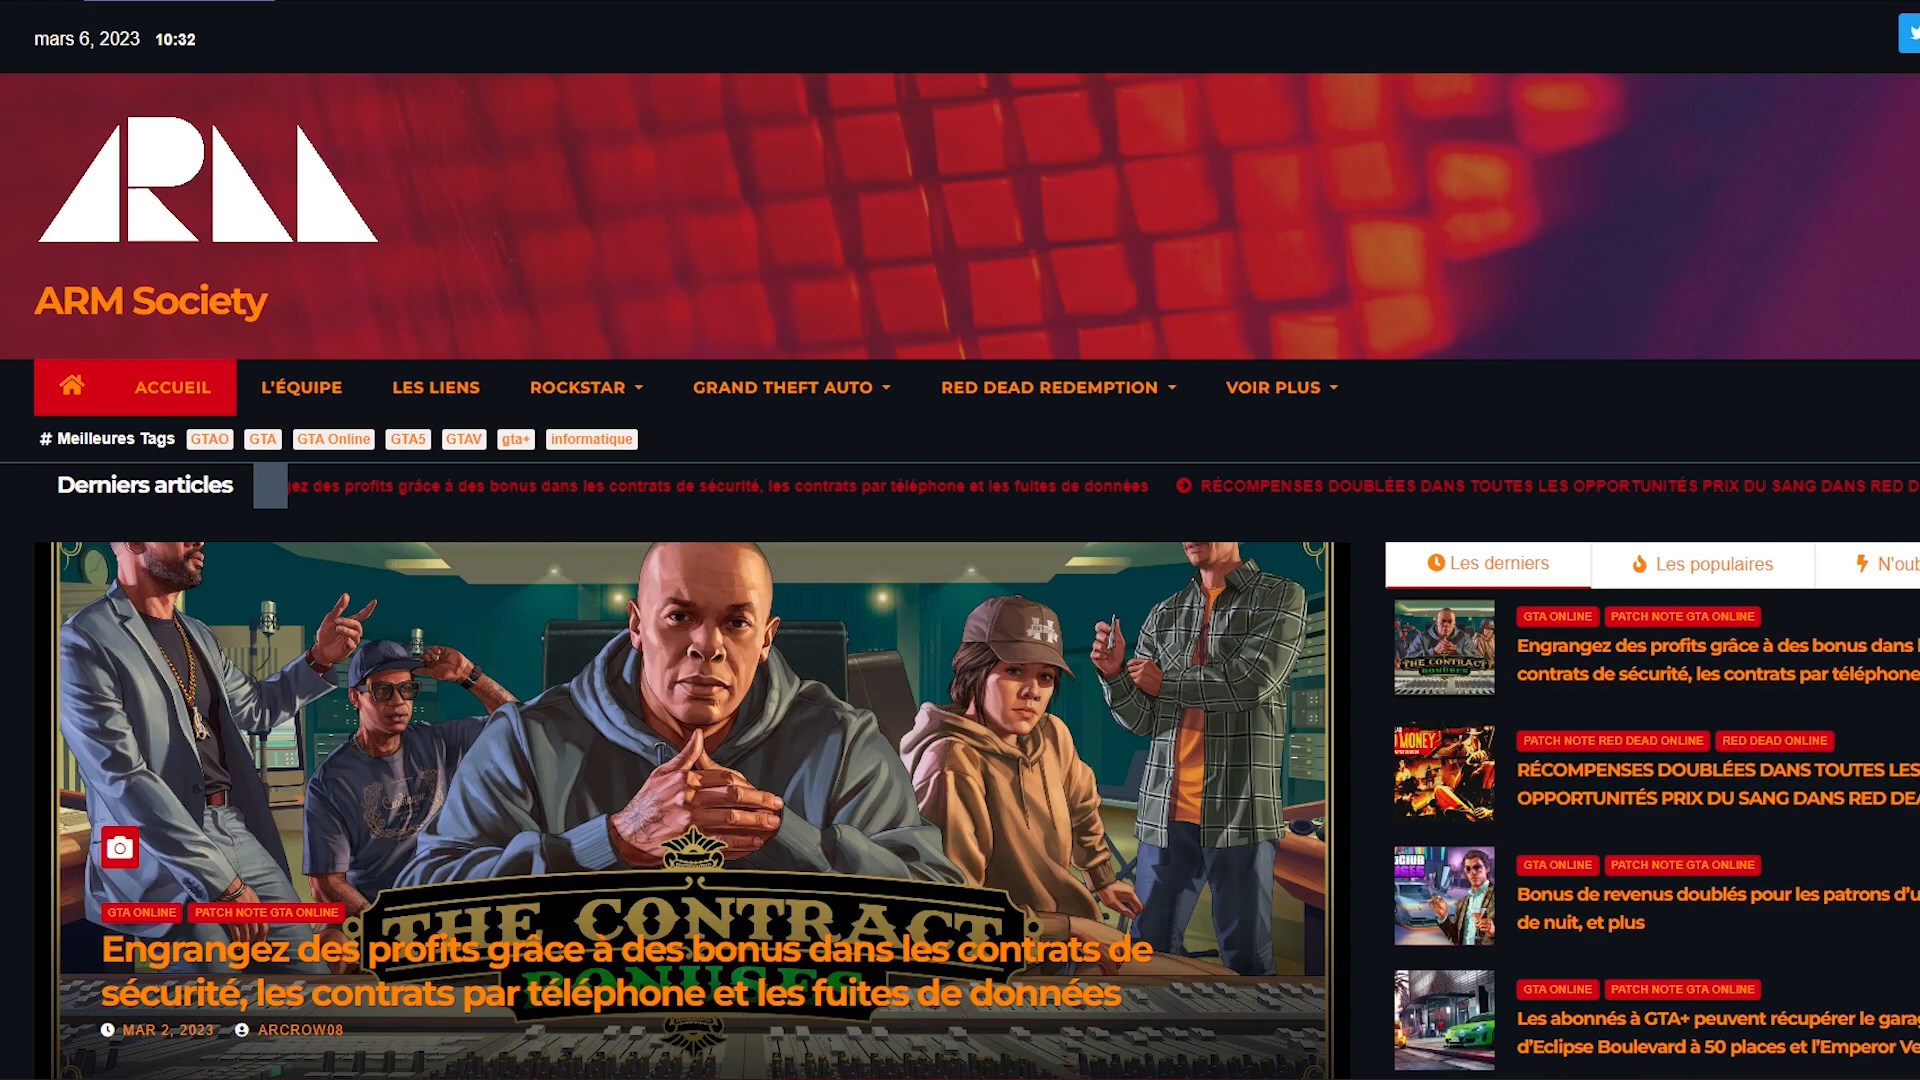 mars 6, 2023 10:32
ARM
ARM Society
ACCUEIL L'ÉQUIPE LES LIENS ROCKSTAR GRAND THEFT AUTO RED DEAD REDEMPTION VOIR PLUS
# Meilleures Tags GTAO GTA GTA Online GTA5 GTAV gta+ informatique
Derniers articles
ez des profits grâce à des bonus dans les contrats de sécurité, les contrats par téléphone et les fuites de données RÉCOMPENSES DOUBLÉES DANS TOUTES LES OPPORTUNITÉS PRIX DU SANG DANS RED D
THE CONTRACT
BONUSES
GTA ONLINE PATCH NOTE GTA ONLINE
Engrangez des profits grâce à des bonus dans les contrats de
sécurité, les contrats par téléphone et les fuites de données
MAR 2, 2023 ARCROW08
Les derniers Les populaires N'oub
THE CONTRACT
BONUSES
GTA ONLINE PATCH NOTE GTA ONLINE
Engrangez des profits grâce à des bonus dans l
contrats de sécurité, les contrats par téléphone
MONEY
PATCH NOTE RED DEAD ONLINE RED DEAD ONLINE
RÉCOMPENSES DOUBLÉES DANS TOUTES LES
OPPORTUNITÉS PRIX DU SANG DANS RED DEA
GTA ONLINE PATCH NOTE GTA ONLINE
Bonus de revenus doublés pour les patrons d'u
de nuit, et plus
GTA ONLINE PATCH NOTE GTA ONLINE
Les abonnés à GTA+ peuvent récupérer le garag
d'Eclipse Boulevard à 50 places et l'Emperor Ve